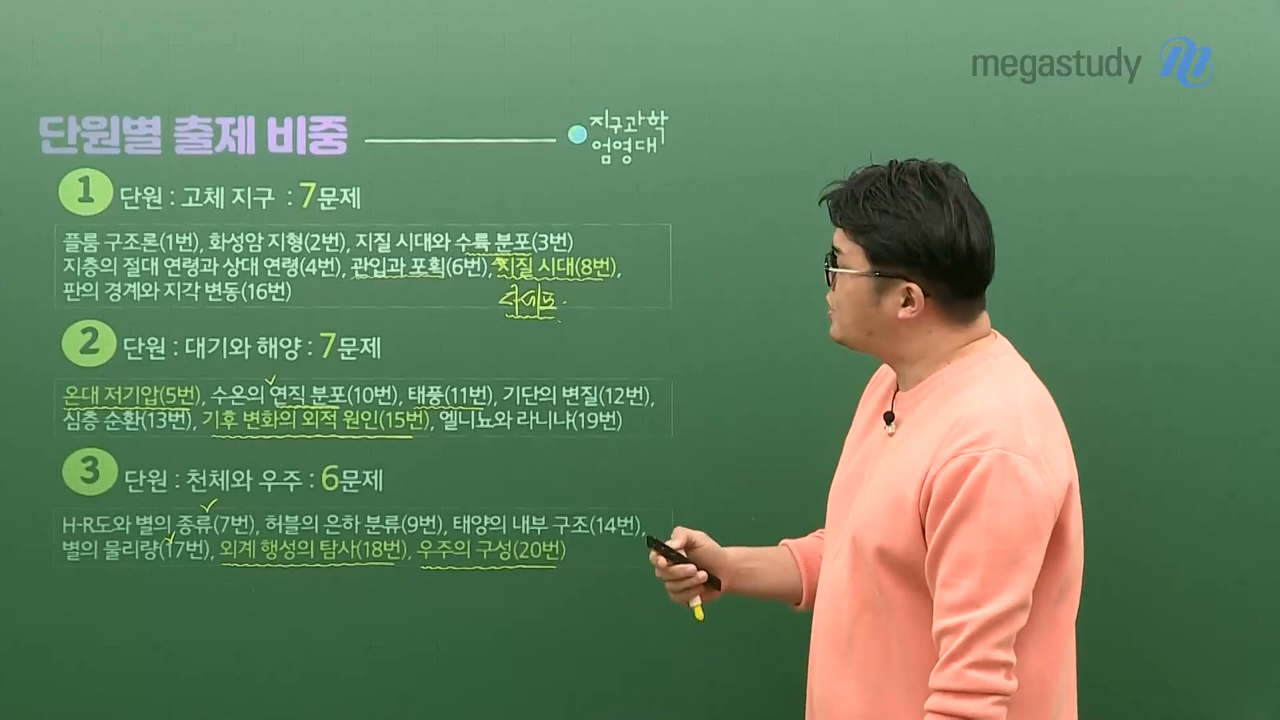 megastudy
단원별 출제 비중
지구과학
엄영대
1 단원 : 고체 지구 : 7문제
플룸 구조론(1번), 화성암 지형(2번), 지질 시대와 수륙 분포(3번)
지층의 절대 연령과 상대 연령(4번), 관입과 포획(6번), 지질 시대(8번),
판의 경계와 지각 변동(16번)
2 단원 : 대기와 해양 : 7문제
온대 저기압(5번), 수온의 연직 분포(10번), 태풍(11번), 기단의 변질(12번),
심층 순환(13번), 기후 변화의 외적 원인(15번), 엘니뇨와 라니냐(19번)
3 단원 : 천체와 우주 : 6문제
H-R도와 별의 종류(7번), 허블의 은하 분류(9번), 태양의 내부 구조(14번),
별의 물리량(17번), 외계 행성의 탐사(18번), 우주의 구성(20번)